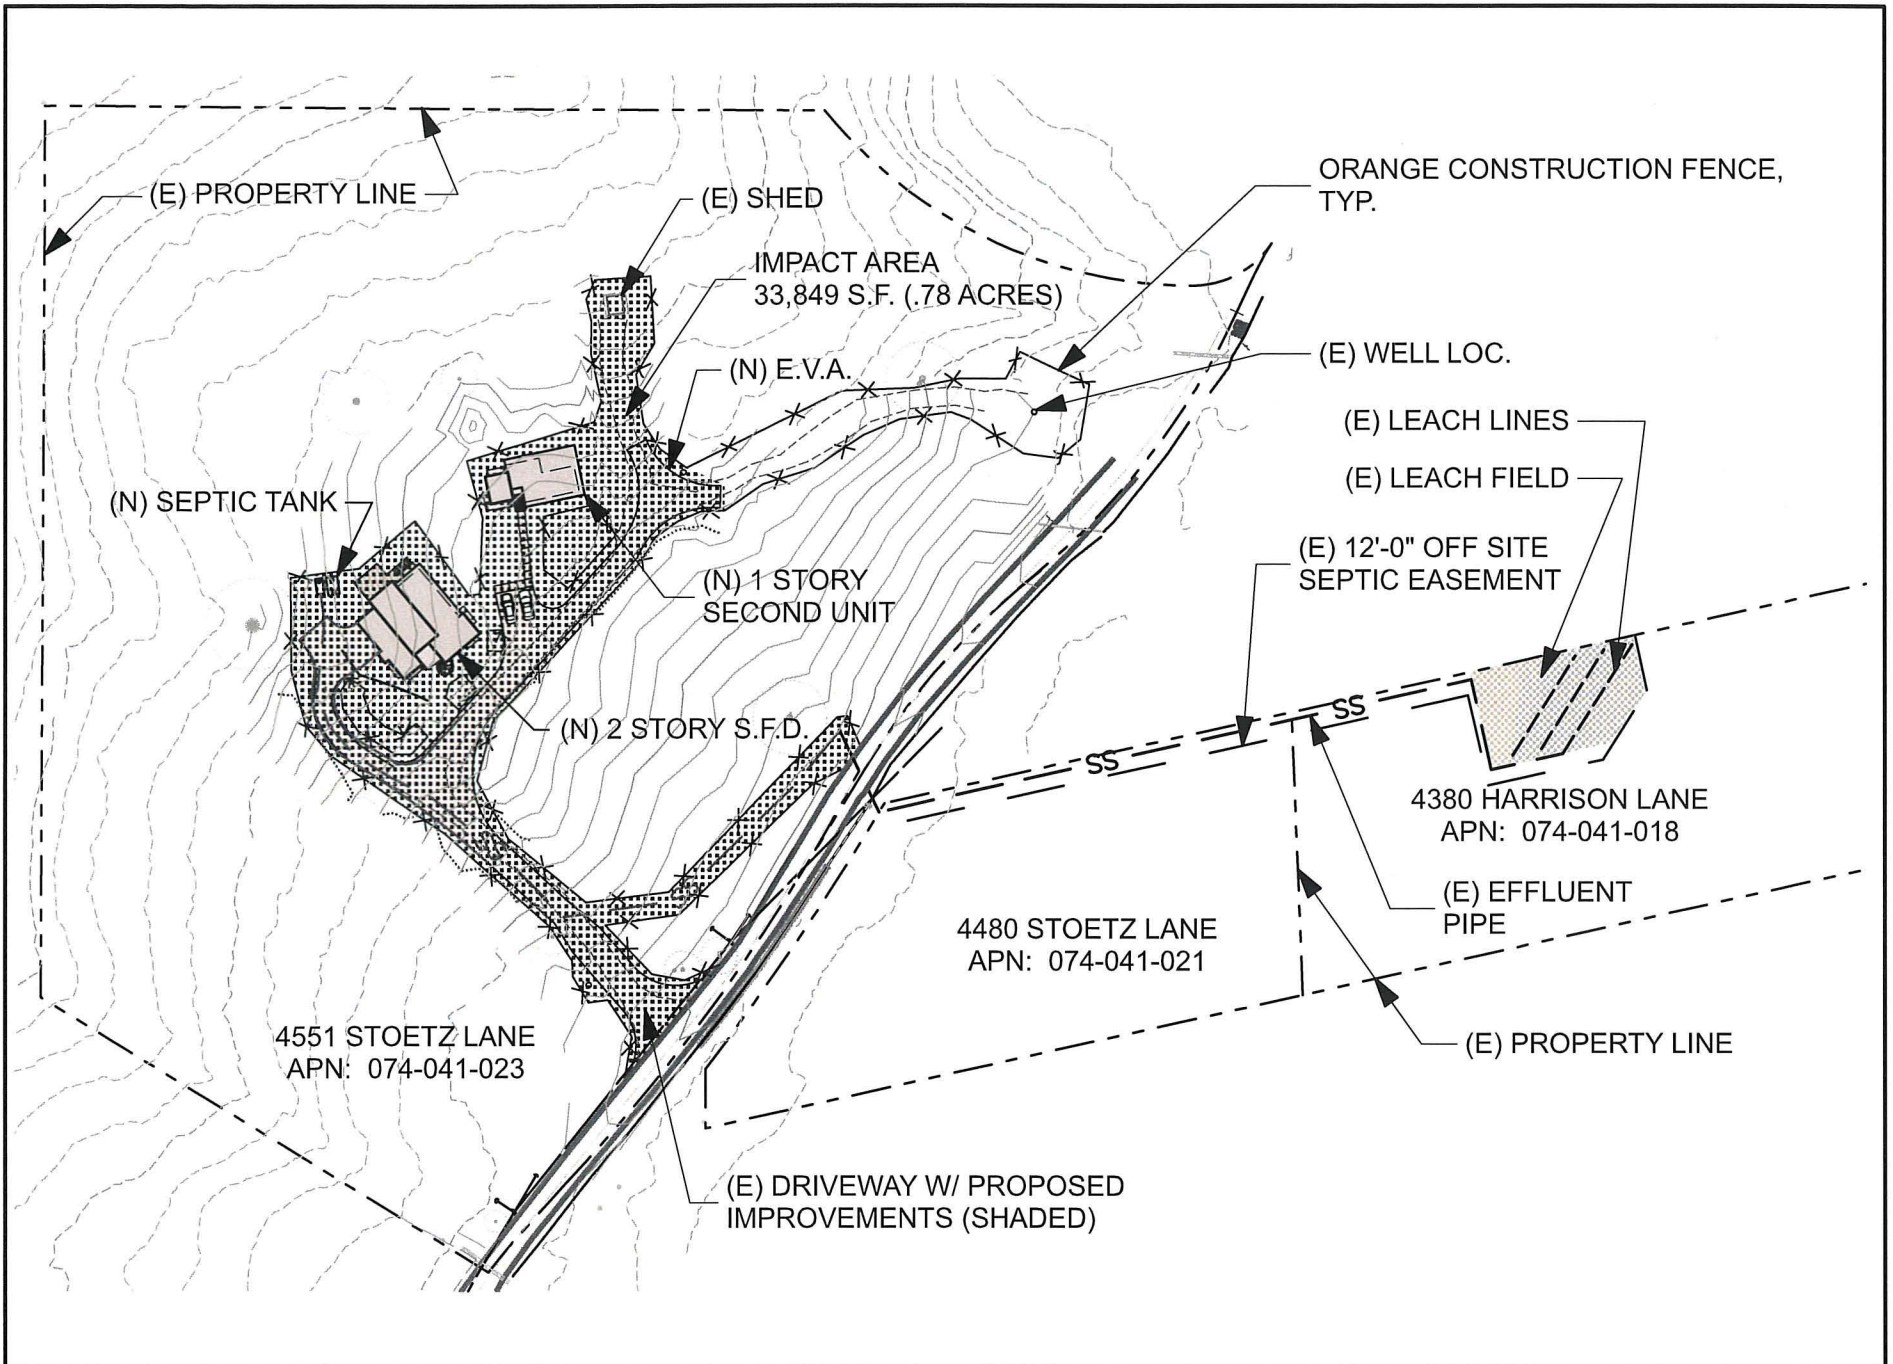 ORANGE CONSTRUCTION FENCE,
TYP.
(E) PROPERTY LINE
(E) SHED
IMPACT AREA
33,849 S.F. (.78 ACRES)
(E) WELL LOC.
(N) E.V.A.
(E) LEACH LINES
(E) LEACH FIELD
(N) SEPTIC TANK
(E) 12'-0" OFF SITE
SEPTIC EASEMENT
(N) 1 STORY
SECOND UNIT
(N) 2 STORY S.F.D.
SS
SS
4380 HARRISON LANE
APN: 074-041-018
(E) EFFLUENT
PIPE
4480 STOETZ LANE
APN: 074-041-021
4551 STOETZ LANE
APN: 074-041-023
(E) PROPERTY LINE
(E) DRIVEWAY W/ PROPOSED
IMPROVEMENTS (SHADED)